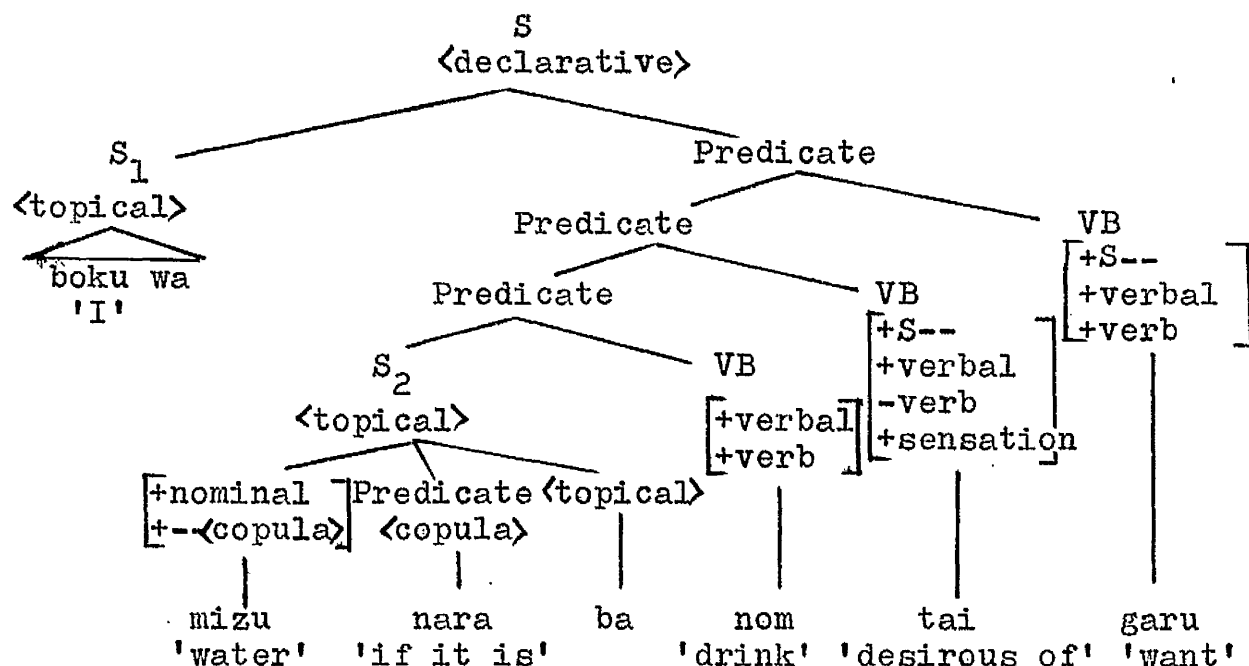 S
<declarative>
S1
<topical>
Predicate
boku wa
'I'
Predicate
VB
[+S--
+verbal
+verb]
Predicate
VB
[+S--
+verbal
-verb
+sensation]
S2
<topical>
VB
[+verbal
+verb]
[+nominal
+--<copula>]
Predicate
<copula>
<topical>
mizu nara ba nom tai garu
'water' 'if it is' 'drink' 'desirous of' 'want'